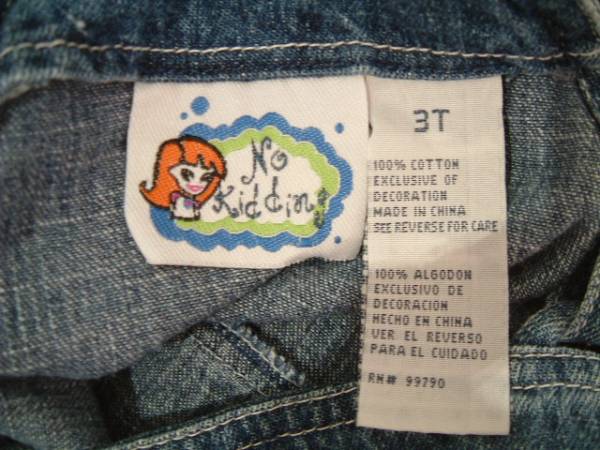 No
Kiddin
3T
100% COTTON
EXCLUSIVE OF
DECORATION
MADE IN CHINA
SEE REVERSE FOR CARE
100% ALGODON
EXCLUSIVO DE
DECORACION
HECHO EN CHINA
VER EL REVERSO
PARA EL CUIDADO
RN# 99790